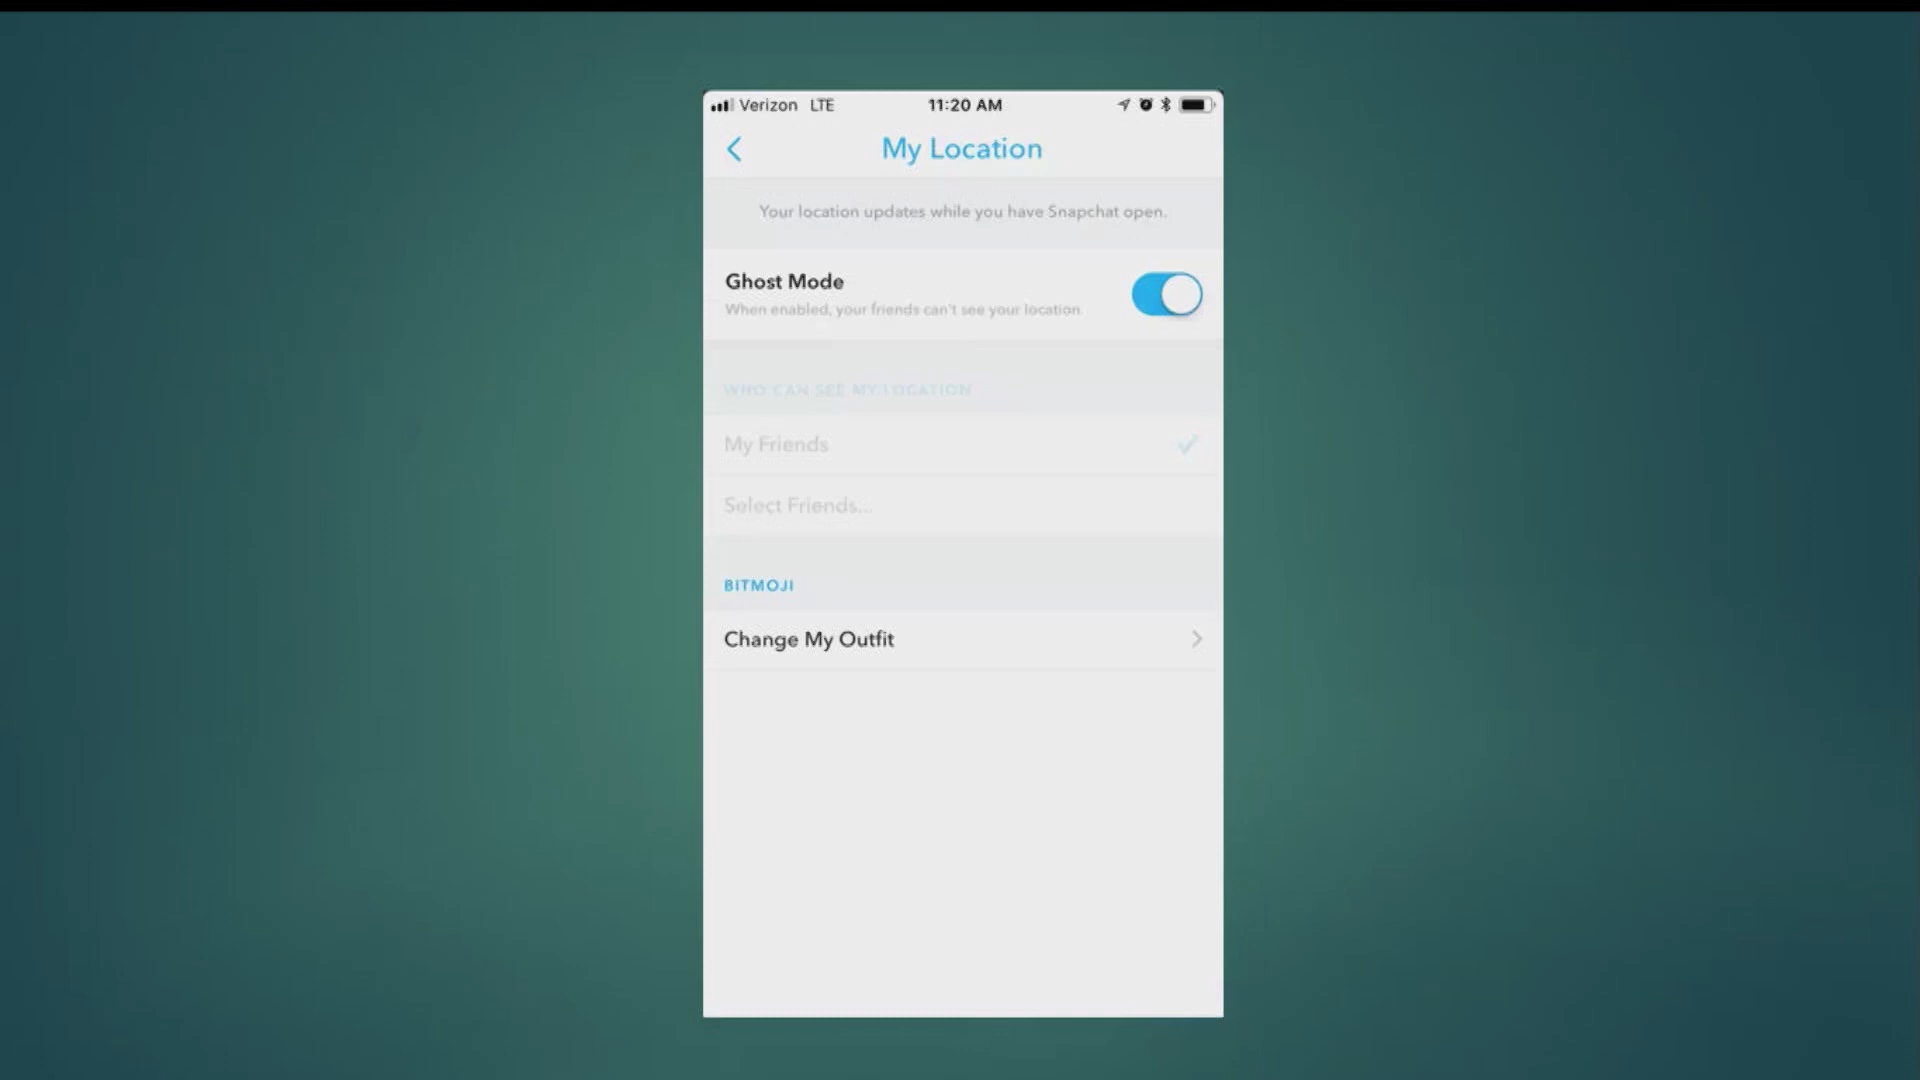 Verizon LTE 11:20 AM
My Location
Your location updates while you have Snapchat open.
Ghost Mode
When enabled, your friends can't see your location.
WHO CAN SEE MY LOCATION
My Friends
Select Friends...
BITMOJI
Change My Outfit